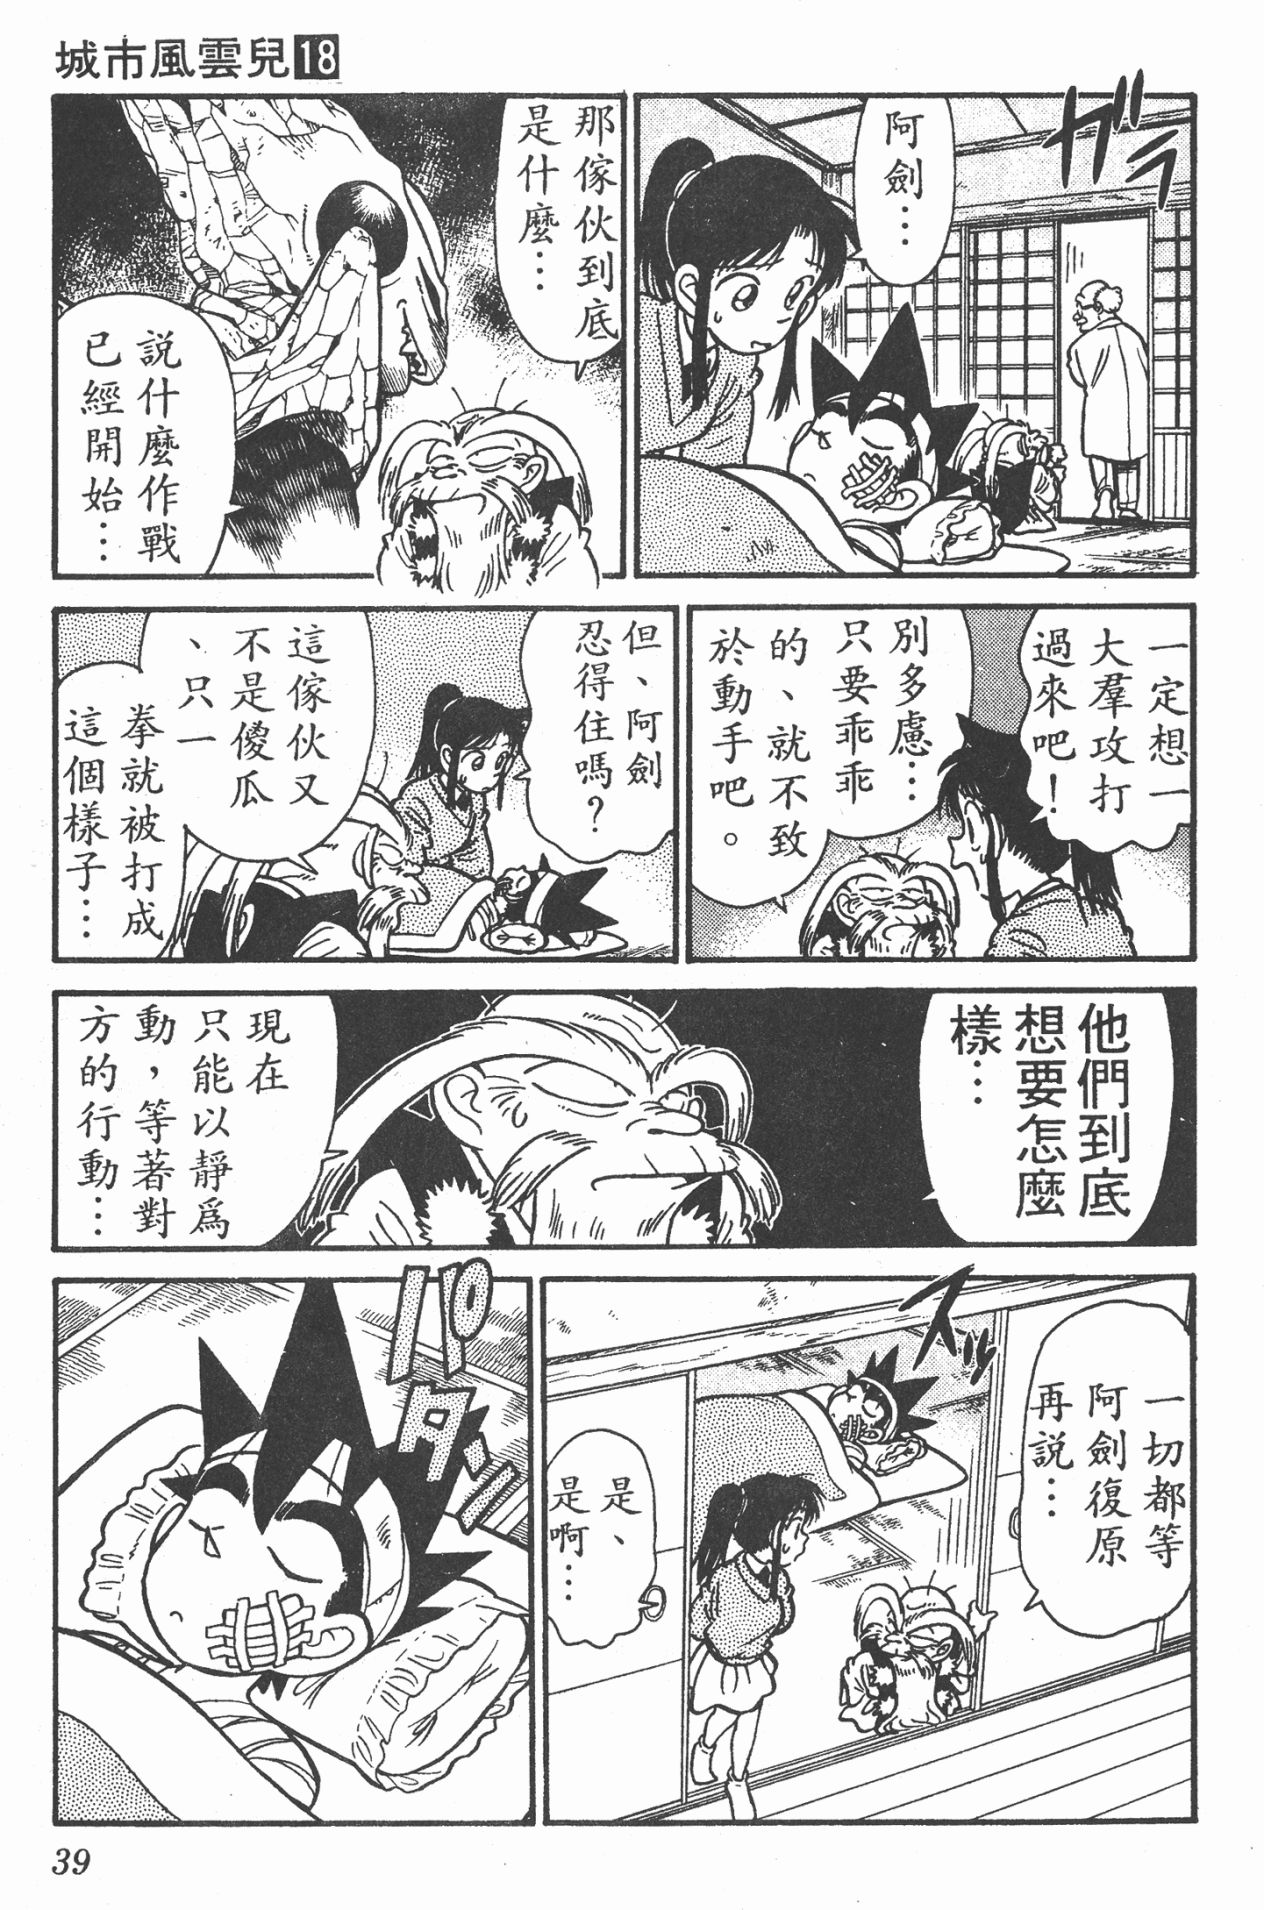 城市風雲兒18
ガラ
阿劍…
那傢伙到底
是什麼…
說什麼作戰
已經開始…
一定想一
大羣攻打
過來吧！
別多慮…
只要乖乖
的、就不致
於動手吧。
但、阿劍
忍得住嗎？
這傢伙又
不是傻瓜
、只一
拳就被打成
這個樣子…
他們到底
想要怎麼
樣…
現在
只能以靜爲
動，等著對
方的行動…
スッ
一切都等
阿劍復原
再說…
是、
是啊…
パタン
39